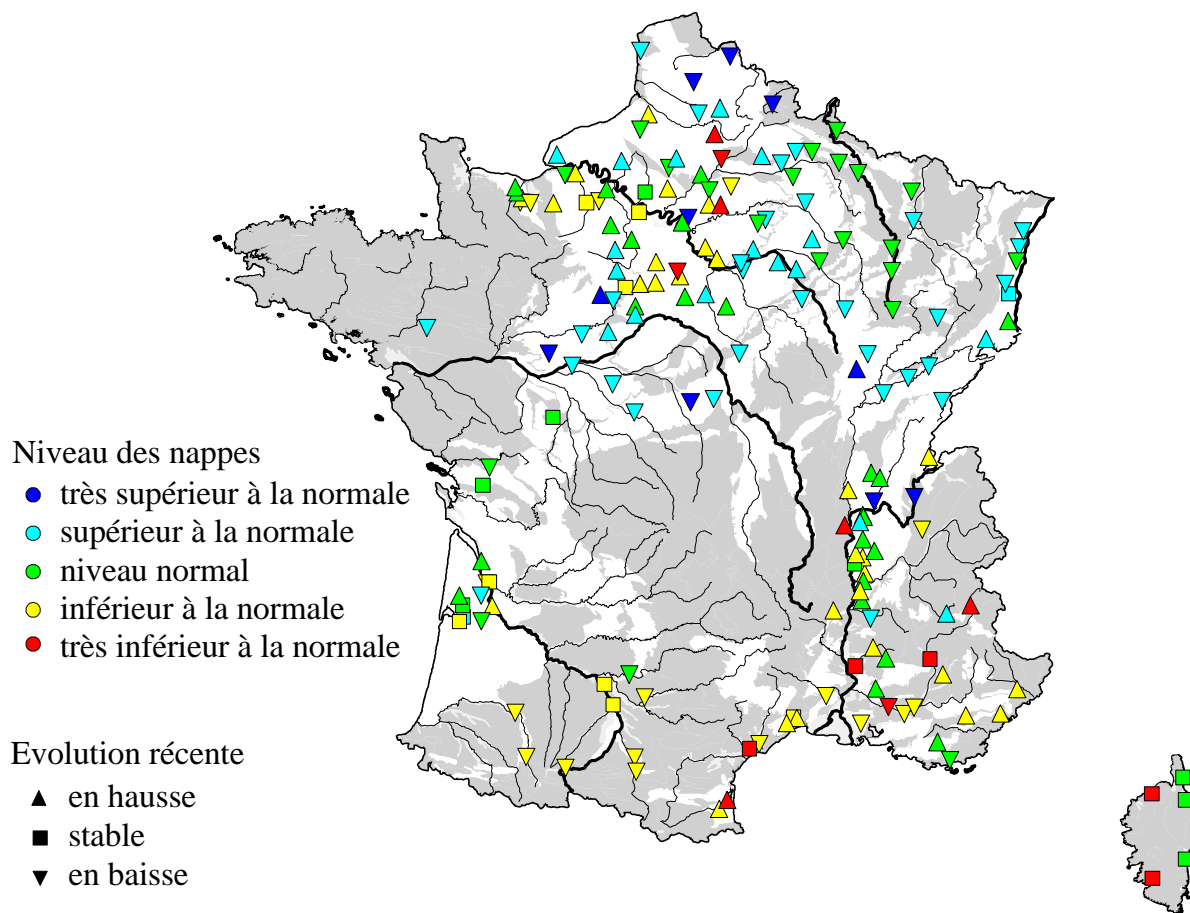 Niveau des nappes
très supérieur à la normale
supérieur à la normale
niveau normal
inférieur à la normale
très inférieur à la normale
Evolution récente
en hausse
stable
en baisse